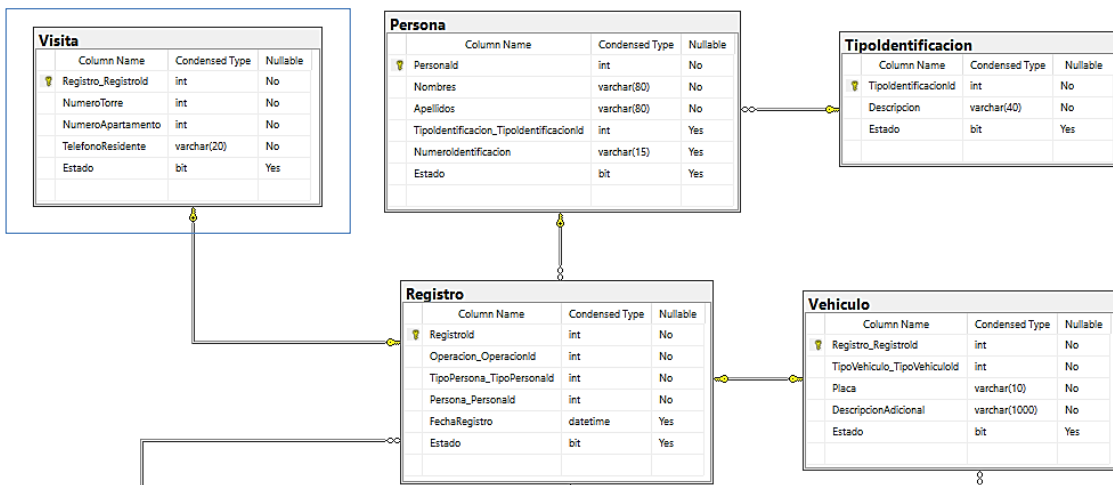 Visita
Column Name Condensed Type Nullable
Registro_RegistroId int No
NumeroTorre int No
NumeroApartamento int No
TelefonoResidente varchar(20) No
Estado bit Yes
Persona
Column Name Condensed Type Nullable
PersonaId int No
Nombres varchar(80) No
Apellidos varchar(80) No
TipoIdentificacion_TipoIdentificacionId int Yes
NumeroIdentificacion varchar(15) Yes
Estado bit Yes
TipoIdentificacion
Column Name Condensed Type Nullable
TipoIdentificacionId int No
Descripcion varchar(40) No
Estado bit Yes
Registro
Column Name Condensed Type Nullable
RegistroId int No
Operacion_OperacionId int No
TipoPersona_TipoPersonaId int No
Persona_PersonaId int No
FechaRegistro datetime Yes
Estado bit Yes
Vehiculo
Column Name Condensed Type Nullable
Registro_RegistroId int No
TipoVehiculo_TipoVehiculoId int No
Placa varchar(10) No
DescripcionAdicional varchar(1000) No
Estado bit Yes